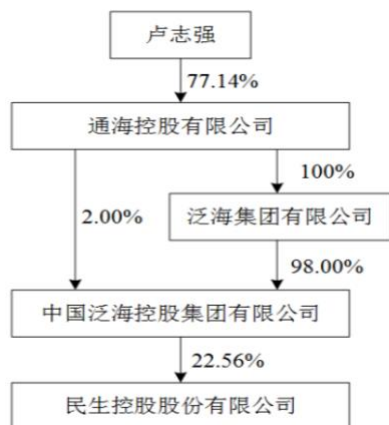 卢志强
77.14%
通海控股有限公司
100%
2.00%
泛海集团有限公司
98.00%
中国泛海控股集团有限公司
22.56%
民生控股股份有限公司